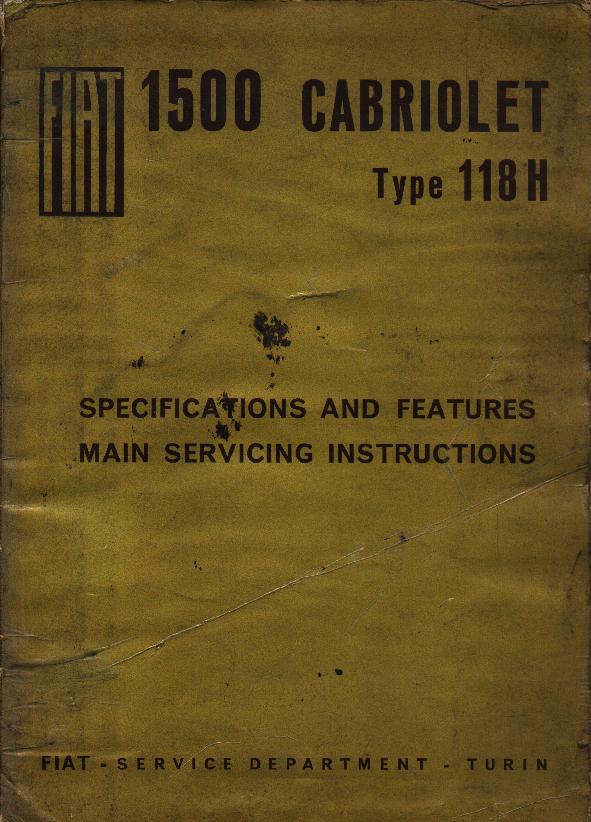 FIAT 1500 CABRIOLET
Type 118 H
SPECIFICATIONS AND FEATURES
MAIN SERVICING INSTRUCTIONS
FIAT - SERVICE DEPARTMENT - TURIN